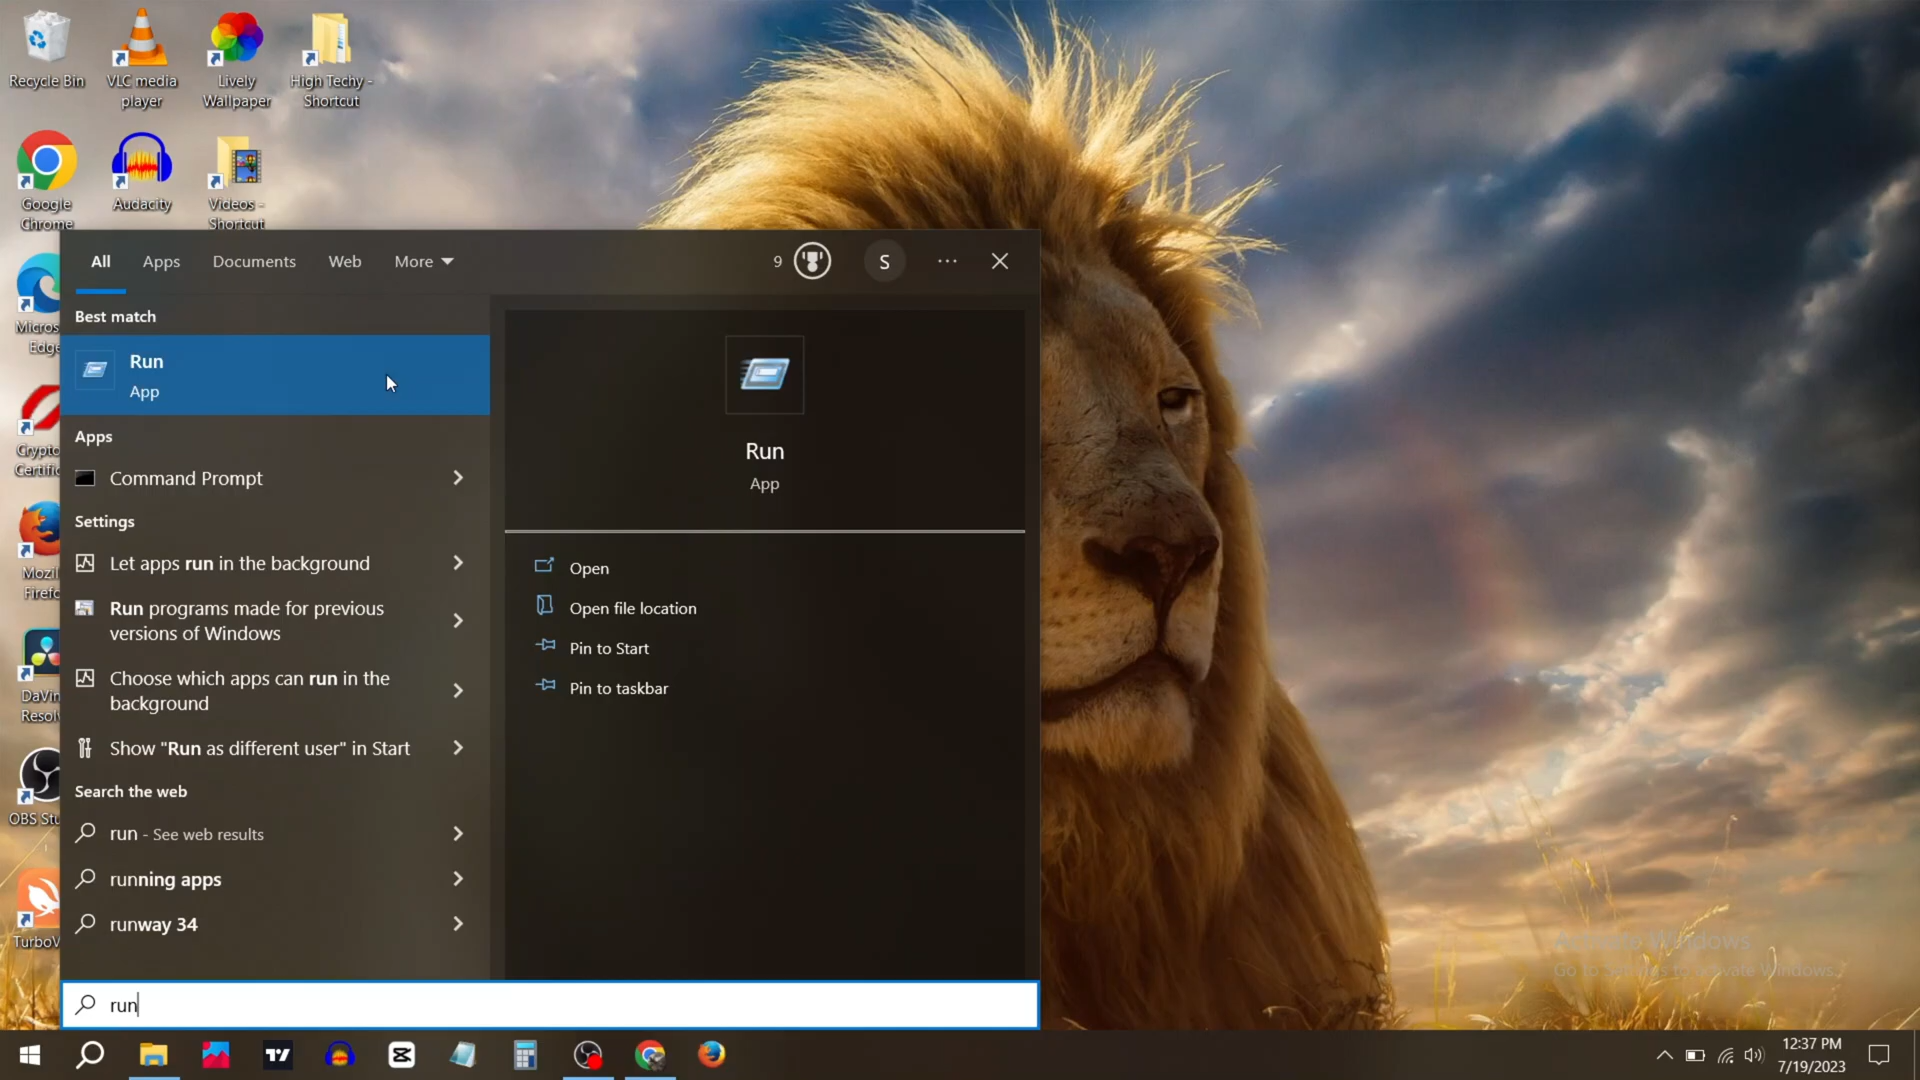 Recycle Bin
VLC media
player
Lively
Wallpaper
High Techy -
Shortcut
Google
Chrome
Audacity
Videos -
Shortcut
Micros
Edge
Crypto
Certific
Mozil
Firefo
DaVin
Resol
OBS Stu
TurboV
All
Apps
Documents
Web
More
9
S
Best match
Run
App
Apps
Command Prompt
Settings
Let apps run in the background
Run programs made for previous
versions of Windows
Choose which apps can run in the
background
Show "Run as different user" in Start
Search the web
run - See web results
running apps
runway 34
Run
App
Open
Open file location
Pin to Start
Pin to taskbar
run
Activate Windows
Go to Settings to activate Windows.
12:37 PM
7/19/2023